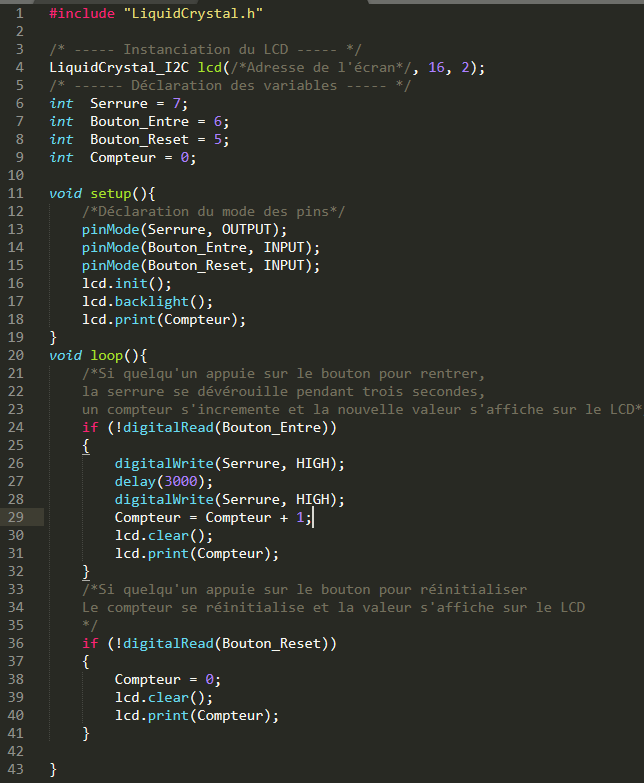 1 #include "LiquidCrystal.h"
2
3 /* ----- Instanciation du LCD ----- */
4 LiquidCrystal_I2C lcd(/*Adresse de l'écran*/, 16, 2);
5 /* ------ Déclaration des variables ----- */
6 int  Serrure = 7;
7 int  Bouton_Entre = 6;
8 int  Bouton_Reset = 5;
9 int  Compteur = 0;
10
11 void setup(){
12     /*Déclaration du mode des pins*/
13     pinMode(Serrure, OUTPUT);
14     pinMode(Bouton_Entre, INPUT);
15     pinMode(Bouton_Reset, INPUT);
16     lcd.init();
17     lcd.backlight();
18     lcd.print(Compteur);
19 }
20 void loop(){
21     /*Si quelqu'un appuie sur le bouton pour rentrer,
22     la serrure se dévérouille pendant trois secondes,
23     un compteur s'incremente et la nouvelle valeur s'affiche sur le LCD*
24     if (!digitalRead(Bouton_Entre))
25     {
26         digitalWrite(Serrure, HIGH);
27         delay(3000);
28         digitalWrite(Serrure, HIGH);
29         Compteur = Compteur + 1;
30         lcd.clear();
31         lcd.print(Compteur);
32     }
33     /*Si quelqu'un appuie sur le bouton pour réinitialiser
34     Le compteur se réinitialise et la valeur s'affiche sur le LCD
35     */
36     if (!digitalRead(Bouton_Reset))
37     {
38         Compteur = 0;
39         lcd.clear();
40         lcd.print(Compteur);
41     }
42
43 }